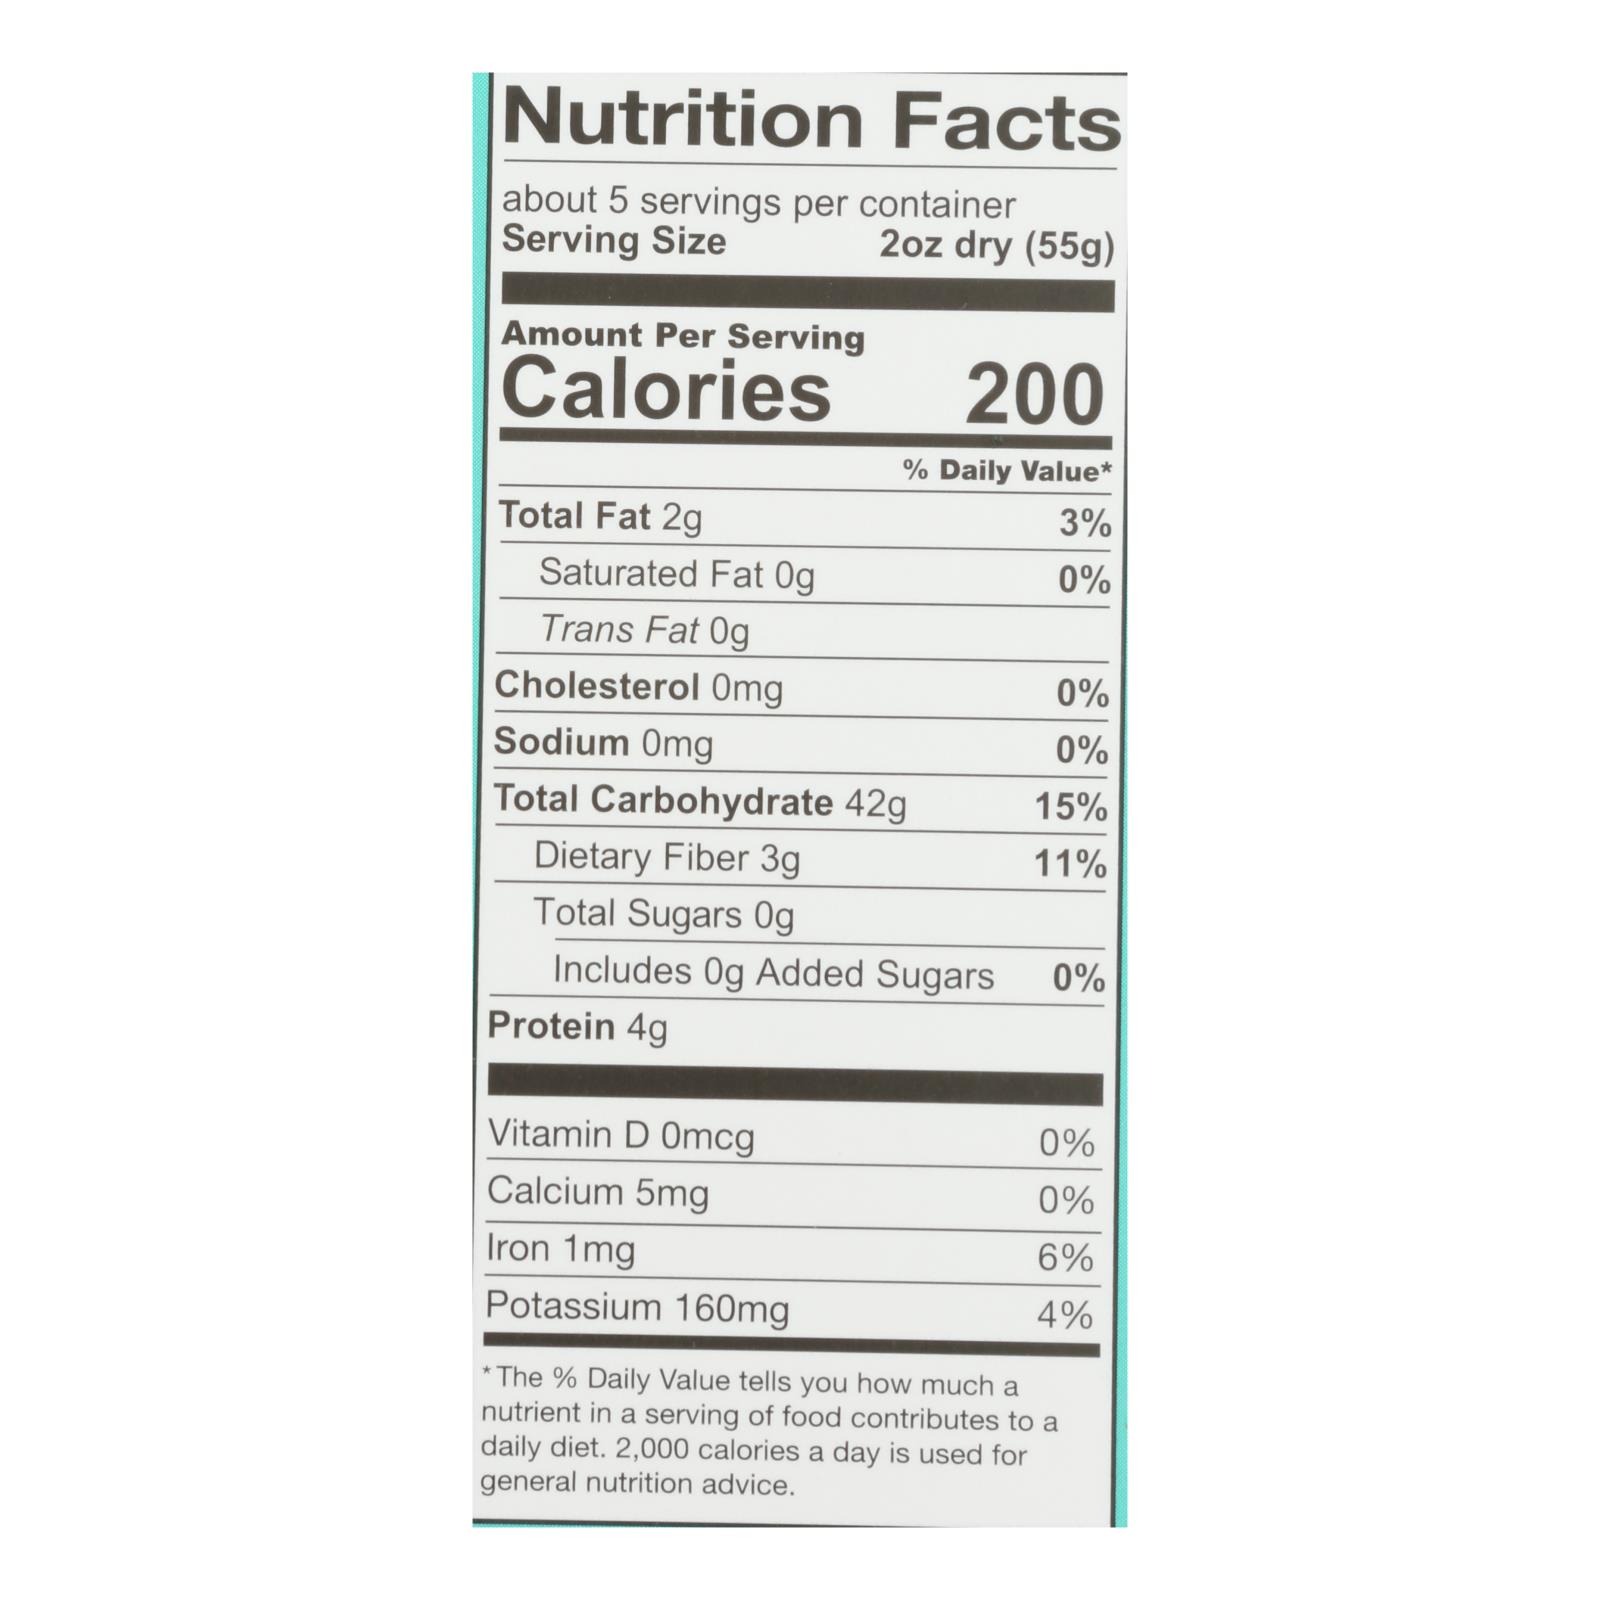 Nutrition Facts
about 5 servings per container
Serving Size 2oz dry (55g)
Amount Per Serving
Calories 200
% Daily Value*
Total Fat 2g 3%
Saturated Fat 0g 0%
Trans Fat 0g
Cholesterol 0mg 0%
Sodium 0mg 0%
Total Carbohydrate 42g 15%
Dietary Fiber 3g 11%
Total Sugars 0g
Includes 0g Added Sugars 0%
Protein 4g
Vitamin D 0mcg 0%
Calcium 5mg 0%
Iron 1mg 6%
Potassium 160mg 4%
*The % Daily Value tells you how much a
nutrient in a serving of food contributes to a
daily diet. 2,000 calories a day is used for
general nutrition advice.